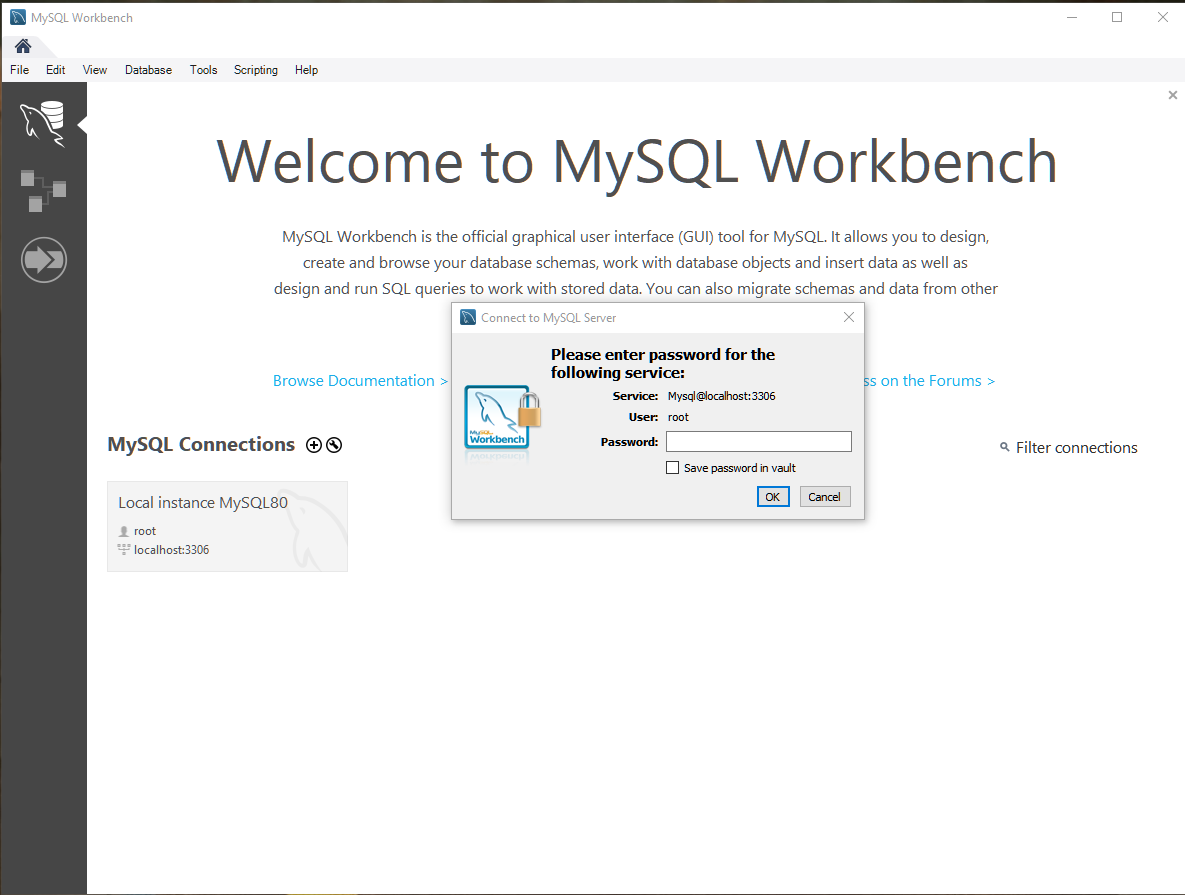 MySQL Workbench
File Edit View Database Tools Scripting Help
Welcome to MySQL Workbench
MySQL Workbench is the official graphical user interface (GUI) tool for MySQL. It allows you to design,
create and browse your database schemas, work with database objects and insert data as well as
design and run SQL queries to work with stored data. You can also migrate schemas and data from other
Browse Documentation >
ss on the Forums >
MySQL Connections
Filter connections
Local instance MySQL80
root
localhost:3306
Connect to MySQL Server
Please enter password for the
following service:
Service: Mysql@localhost:3306
User: root
Password:
Save password in vault
OK Cancel
MySQL
Workbench